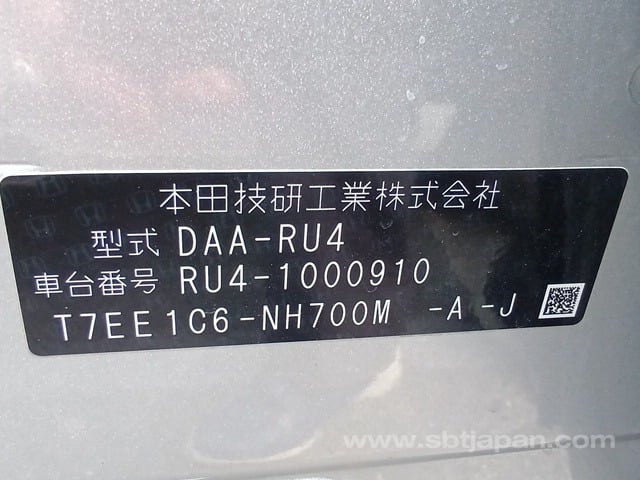 本田技研工業株式会社
型式 DAA-RU4
車台番号 RU4-1000910
T7EE1C6-NH700M -A -J
www.sbtjapan.com